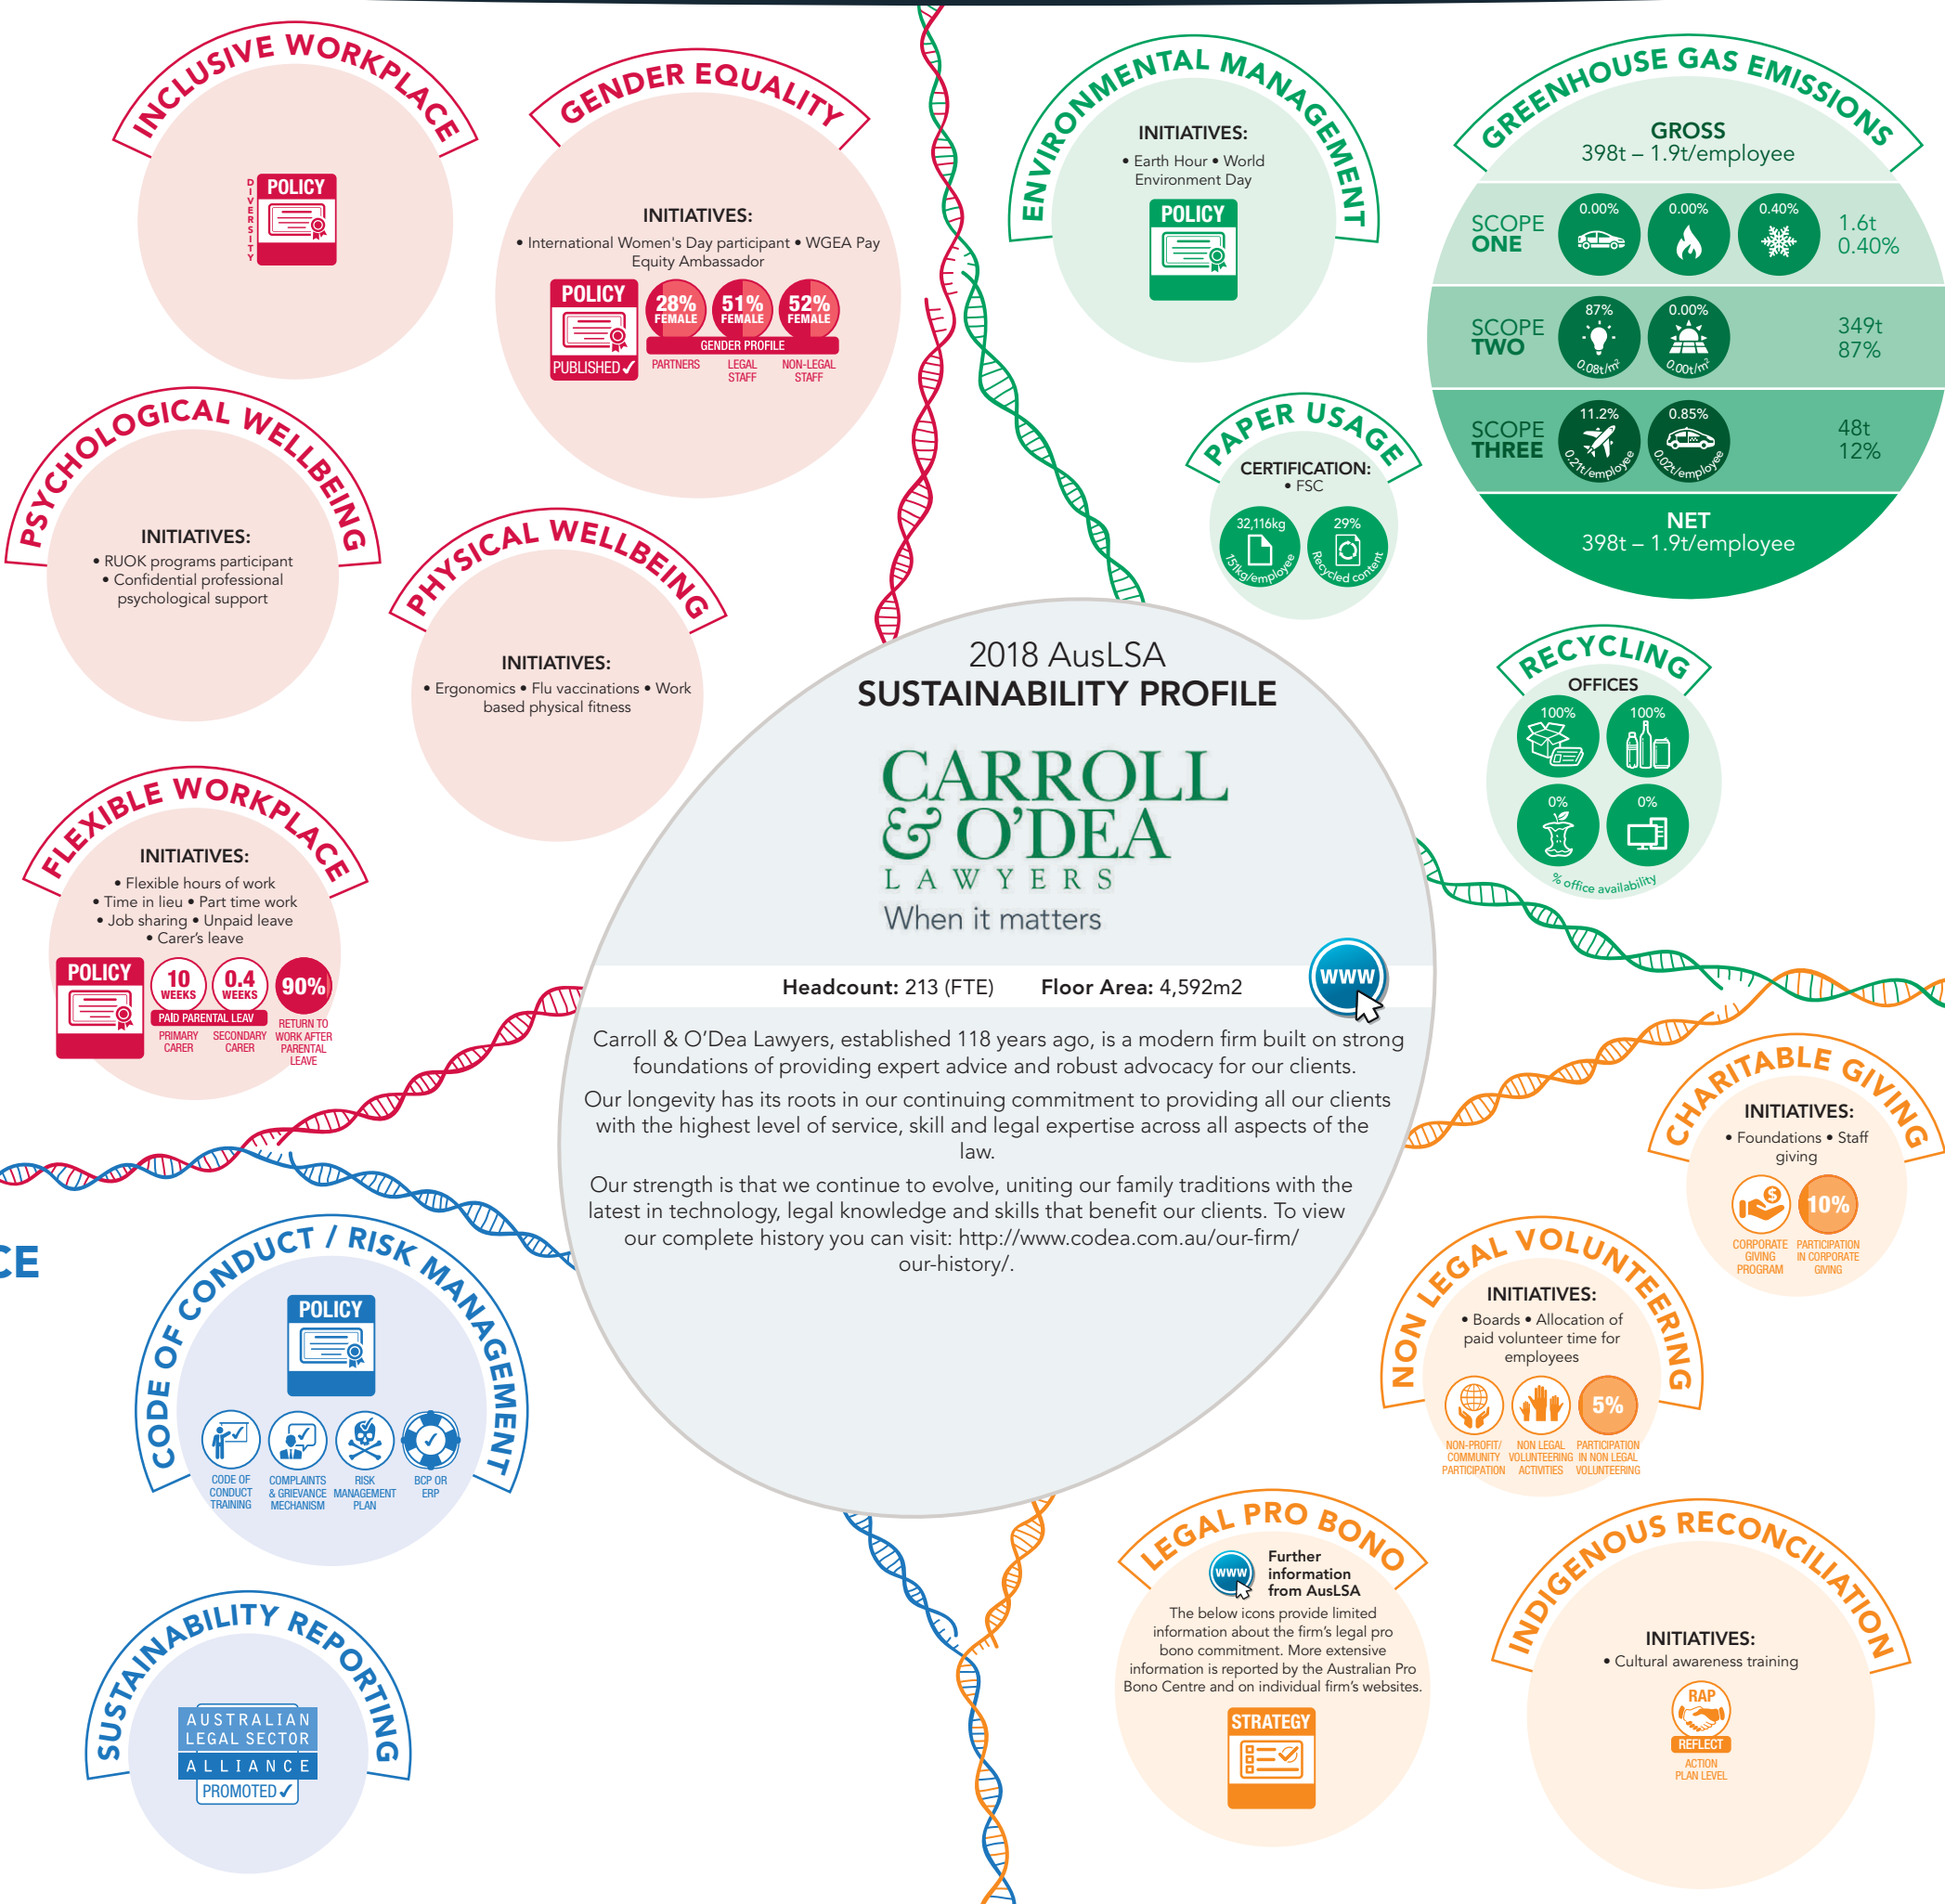 INCLUSIVE WORKPLACE
DIVERSITY
POLICY
GENDER EQUALITY
INITIATIVES:
• International Women's Day participant • WGEA Pay
Equity Ambassador
POLICY
PUBLISHED ✓
28%
FEMALE
51%
FEMALE
52%
FEMALE
GENDER PROFILE
PARTNERS
LEGAL
STAFF
NON-LEGAL
STAFF
ENVIRONMENTAL MANAGEMENT
INITIATIVES:
• Earth Hour • World
Environment Day
POLICY
GREENHOUSE GAS EMISSIONS
GROSS
398t – 1.9t/employee
SCOPE
ONE
0.00%
0.00%
0.40%
1.6t
0.40%
SCOPE
TWO
87%
0.08t/m²
0.00%
0.00t/m²
349t
87%
SCOPE
THREE
11.2%
0.21t/employee
0.85%
0.02t/employee
48t
12%
NET
398t – 1.9t/employee
PSYCHOLOGICAL WELLBEING
INITIATIVES:
• RUOK programs participant
• Confidential professional
psychological support
PHYSICAL WELLBEING
INITIATIVES:
• Ergonomics • Flu vaccinations • Work
based physical fitness
PAPER USAGE
CERTIFICATION:
• FSC
32,116kg
151kg/employee
29%
Recycled content
RECYCLING
OFFICES
100%
100%
0%
0%
% office availability
2018 AusLSA
SUSTAINABILITY PROFILE
CARROLL
& O'DEA
LAWYERS
When it matters
Headcount: 213 (FTE)
Floor Area: 4,592m2
www
Carroll & O'Dea Lawyers, established 118 years ago, is a modern firm built on strong
foundations of providing expert advice and robust advocacy for our clients.
Our longevity has its roots in our continuing commitment to providing all our clients
with the highest level of service, skill and legal expertise across all aspects of the
law.
Our strength is that we continue to evolve, uniting our family traditions with the
latest in technology, legal knowledge and skills that benefit our clients. To view
our complete history you can visit: http://www.codea.com.au/our-firm/
our-history/.
FLEXIBLE WORKPLACE
INITIATIVES:
• Flexible hours of work
• Time in lieu • Part time work
• Job sharing • Unpaid leave
• Carer's leave
POLICY
10
WEEKS
0.4
WEEKS
90%
PAID PARENTAL LEAV
PRIMARY
CARER
SECONDARY
CARER
RETURN TO
WORK AFTER
PARENTAL
LEAVE
CE
CODE OF CONDUCT / RISK MANAGEMENT
POLICY
CODE OF
CONDUCT
TRAINING
COMPLAINTS
& GRIEVANCE
MECHANISM
RISK
MANAGEMENT
PLAN
BCP OR
ERP
SUSTAINABILITY REPORTING
AUSTRALIAN
LEGAL SECTOR
ALLIANCE
PROMOTED ✓
CHARITABLE GIVING
INITIATIVES:
• Foundations • Staff
giving
$
10%
CORPORATE
GIVING
PROGRAM
PARTICIPATION
IN CORPORATE
GIVING
NON LEGAL VOLUNTEERING
INITIATIVES:
• Boards • Allocation of
paid volunteer time for
employees
5%
NON-PROFIT/
COMMUNITY
PARTICIPATION
NON LEGAL
VOLUNTEERING
ACTIVITIES
PARTICIPATION
IN NON LEGAL
VOLUNTEERING
LEGAL PRO BONO
www
Further
information
from AusLSA
The below icons provide limited
information about the firm's legal pro
bono commitment. More extensive
information is reported by the Australian Pro
Bono Centre and on individual firm's websites.
STRATEGY
INDIGENOUS RECONCILIATION
INITIATIVES:
• Cultural awareness training
RAP
REFLECT
ACTION
PLAN LEVEL